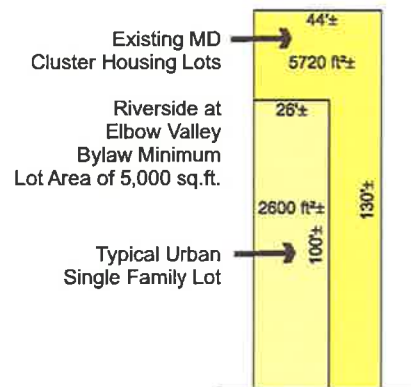 44'±
Existing MD
Cluster Housing Lots
5720 ft²±
Riverside at
Elbow Valley
Bylaw Minimum
Lot Area of 5,000 sq.ft.
26'±
2600 ft²±
100'±
130'±
Typical Urban
Single Family Lot